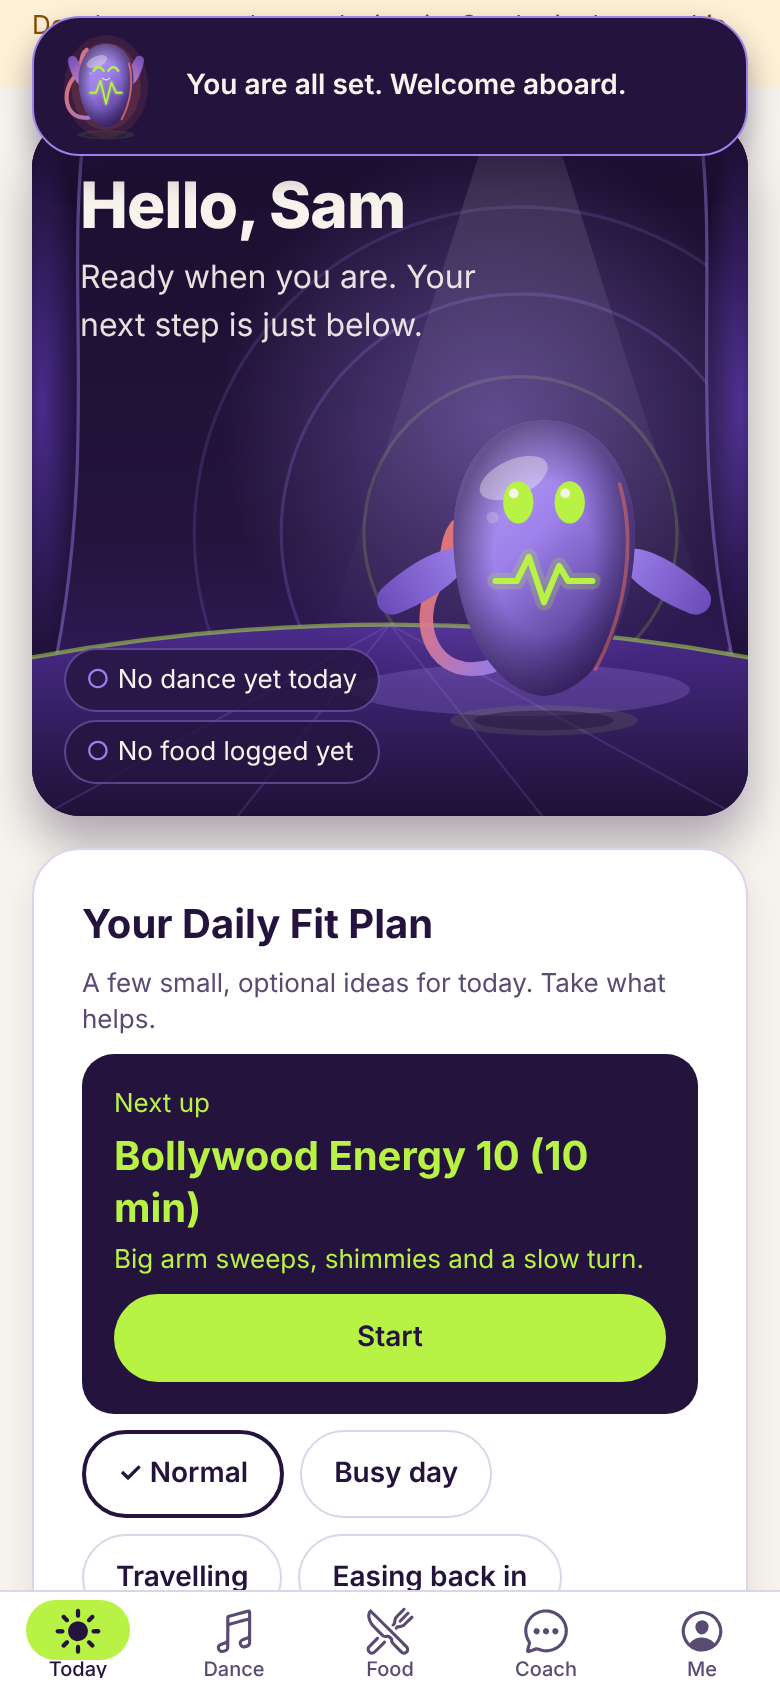 You are all set. Welcome aboard.
Hello, Sam
Ready when you are. Your
next step is just below.
No dance yet today
No food logged yet
Your Daily Fit Plan
A few small, optional ideas for today. Take what
helps.
Next up
Bollywood Energy 10 (10
min)
Big arm sweeps, shimmies and a slow turn.
Start
✓ Normal
Busy day
Travelling
Easing back in
Today
Dance
Food
Coach
Me